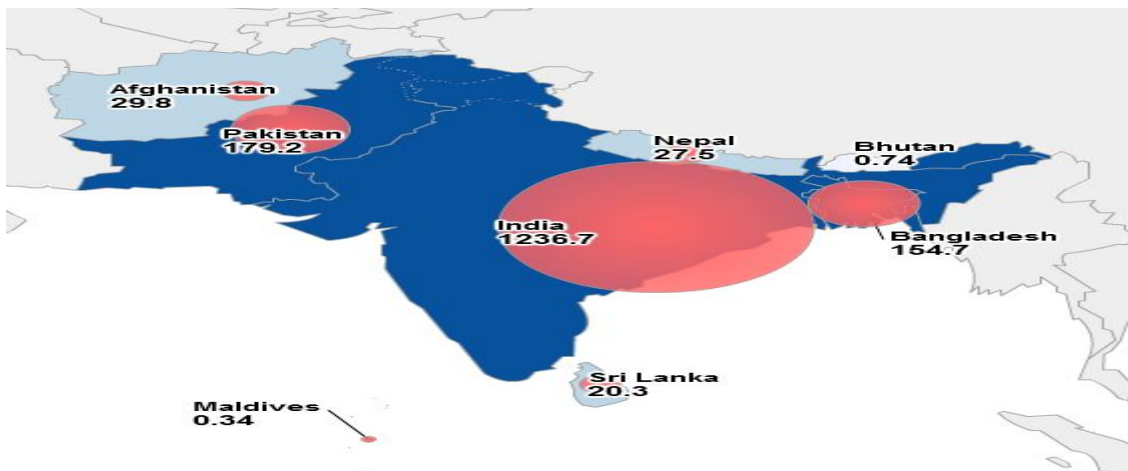 Afghanistan
29.8
Pakistan
179.2
Nepal
27.5
Bhutan
0.74
India
1236.7
Bangladesh
154.7
Sri Lanka
20.3
Maldives
0.34